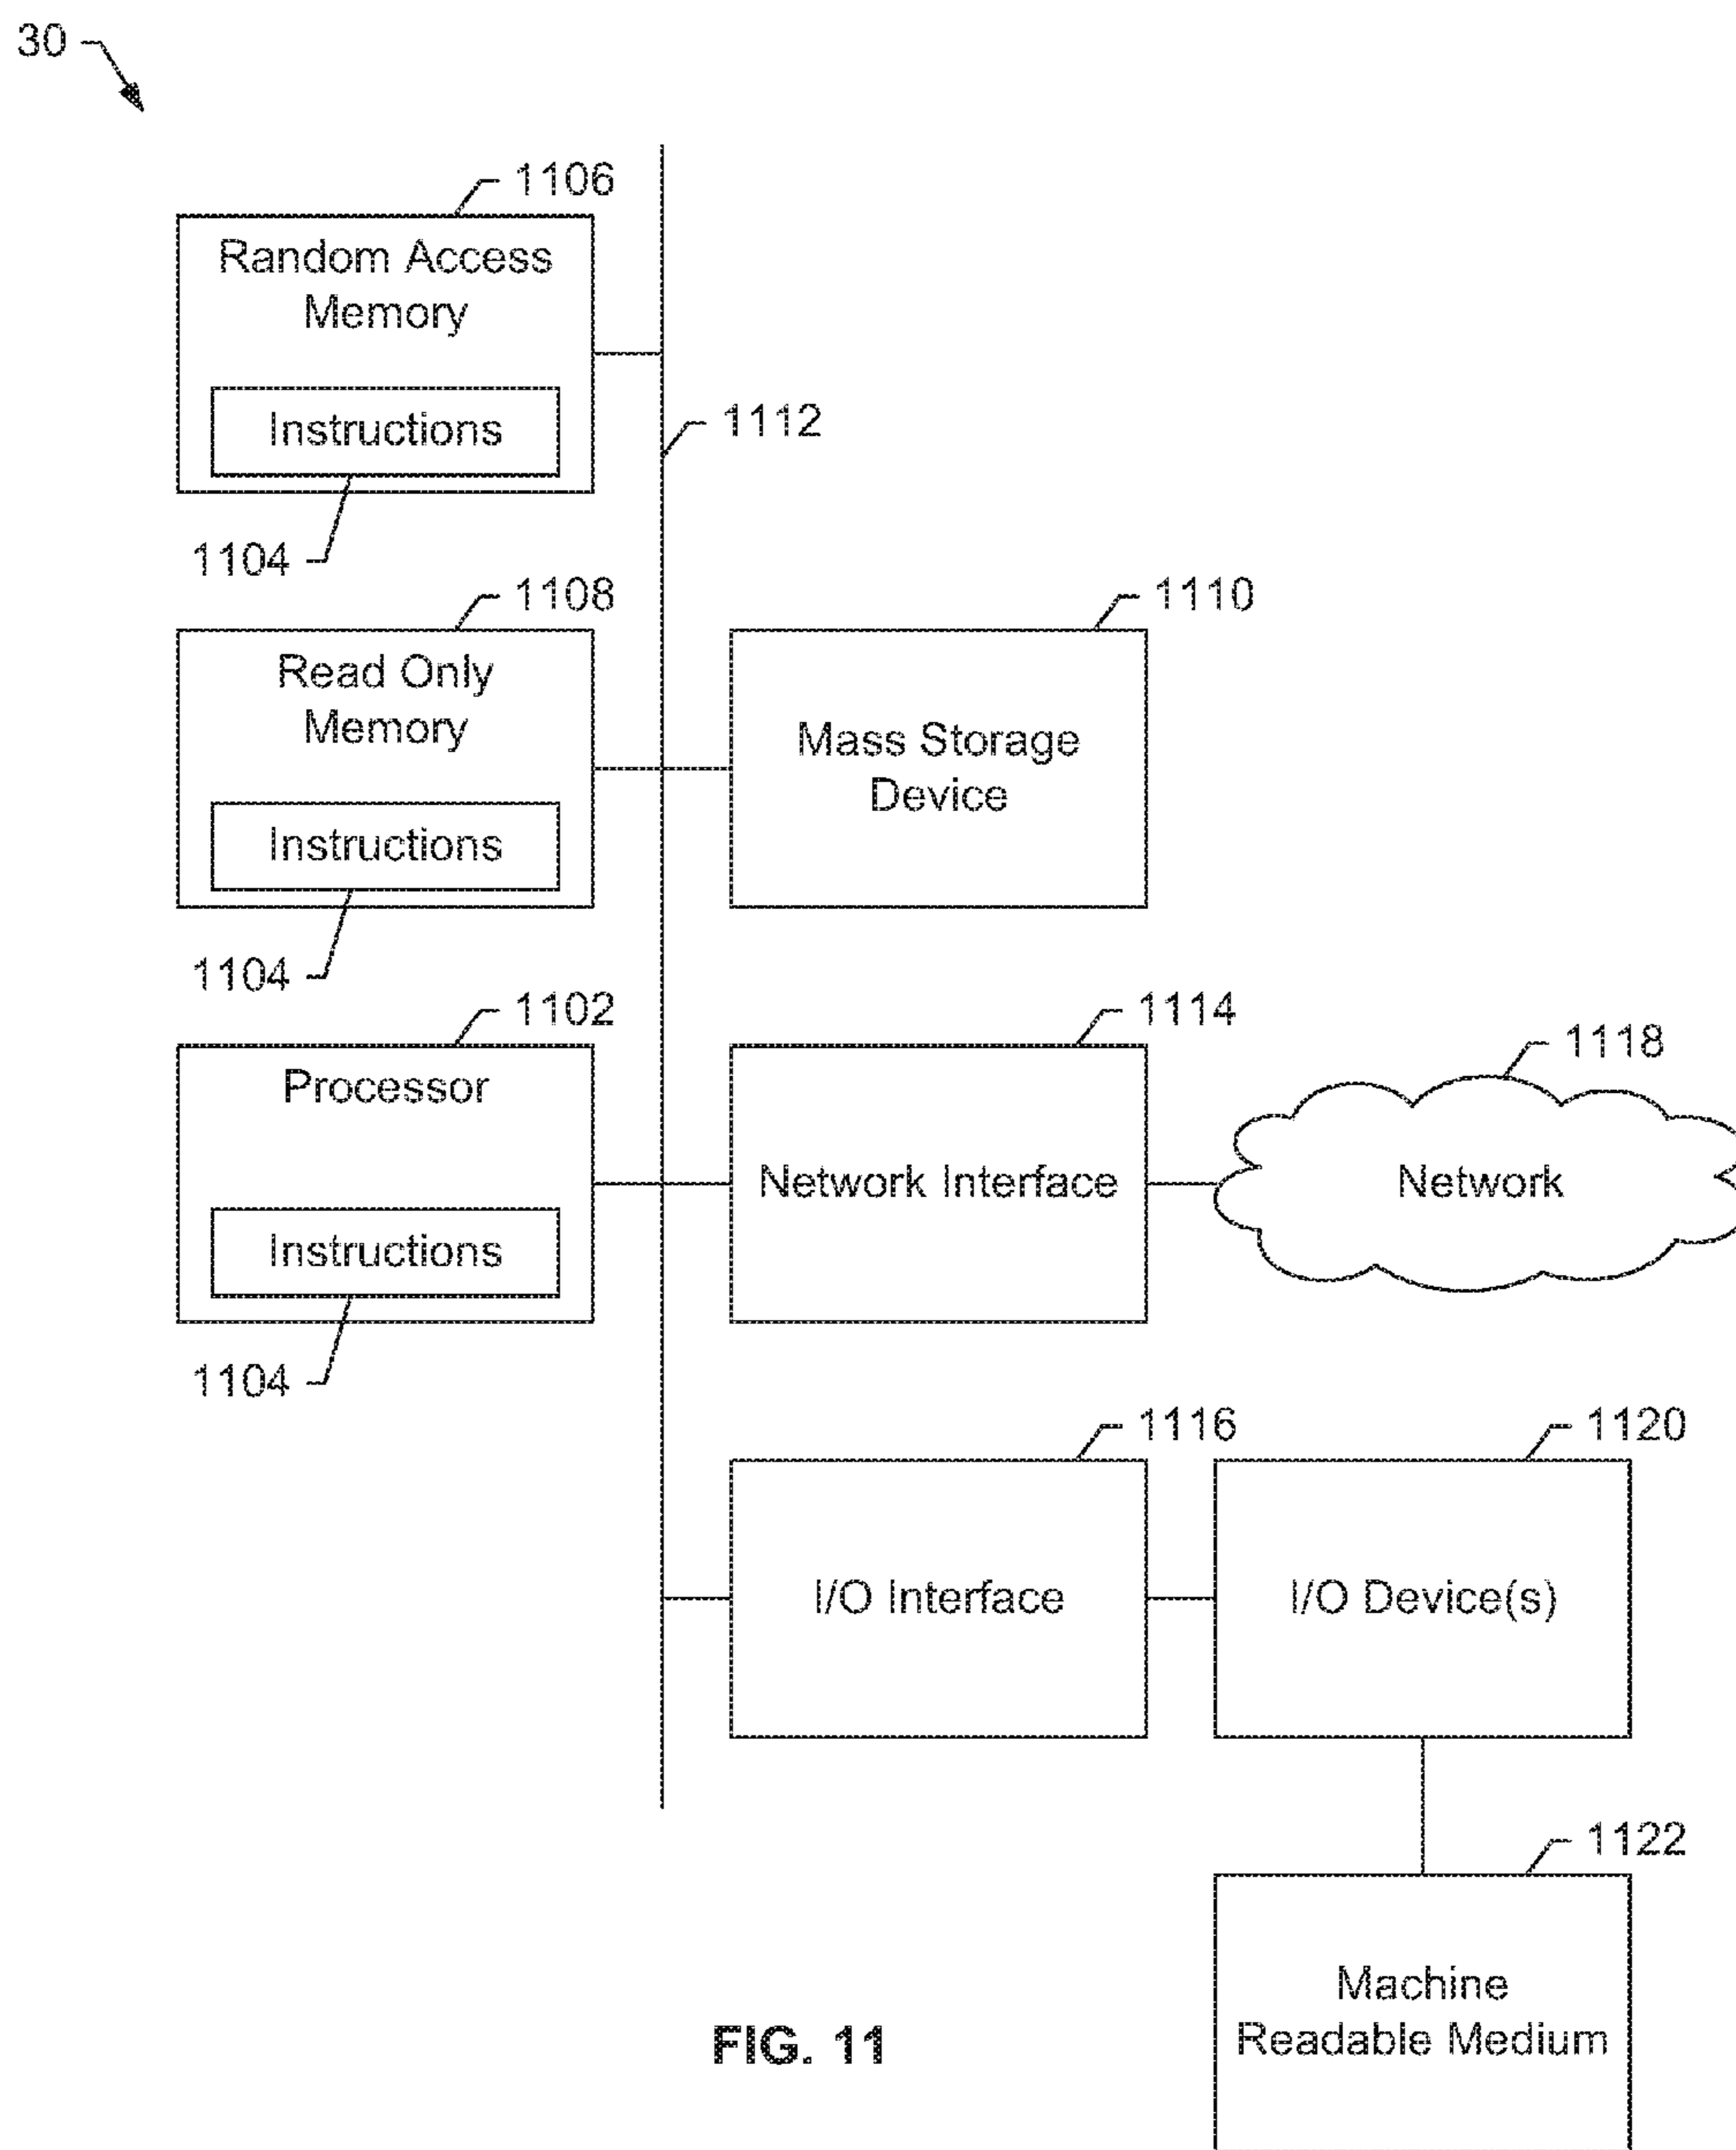 30
1106
Random Access
Memory
Instructions
1112
1104
1108
1110
Read Only
Memory
Mass Storage
Device
Instructions
1104
1102
1114
1118
Processor
Network Interface
Network
Instructions
1104
1116
1120
I/O Interface
I/O Device(s)
1122
Machine
Readable Medium
FIG. 11